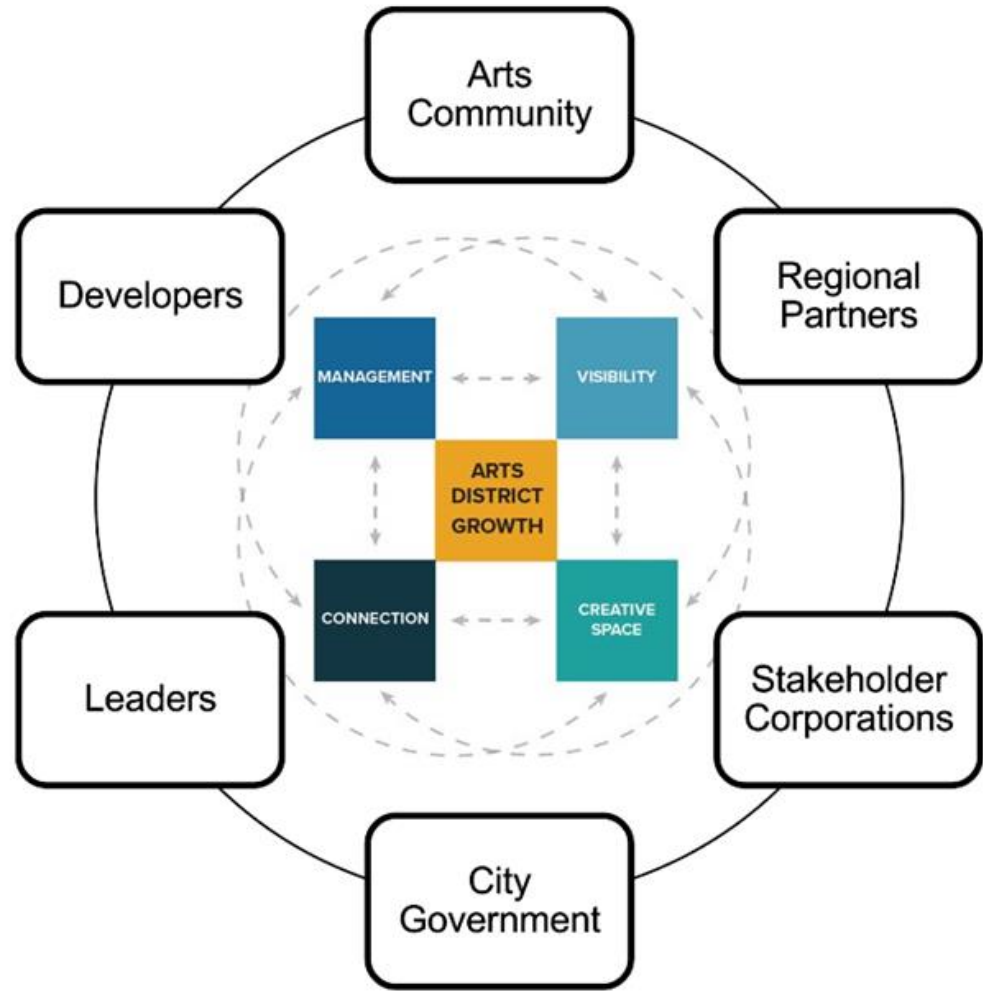 Arts
Community
Developers
Regional
Partners
MANAGEMENT
VISIBILITY
ARTS
DISTRICT
GROWTH
CONNECTION
CREATIVE
SPACE
Leaders
Stakeholder
Corporations
City
Government